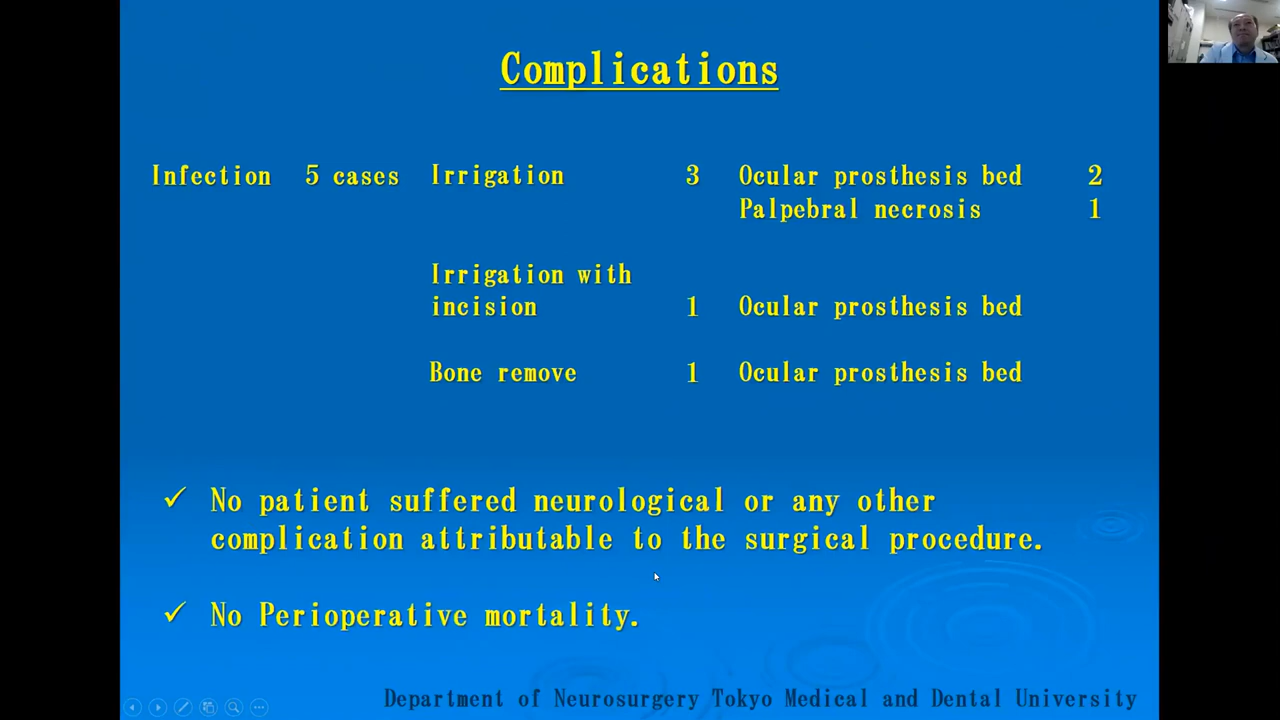 Complications
Infection 5 cases Irrigation 3 Ocular prosthesis bed 2
Palpebral necrosis 1
Irrigation with
incision 1 Ocular prosthesis bed
Bone remove 1 Ocular prosthesis bed
✓ No patient suffered neurological or any other
complication attributable to the surgical procedure.
✓ No Perioperative mortality.
Department of Neurosurgery Tokyo Medical and Dental University